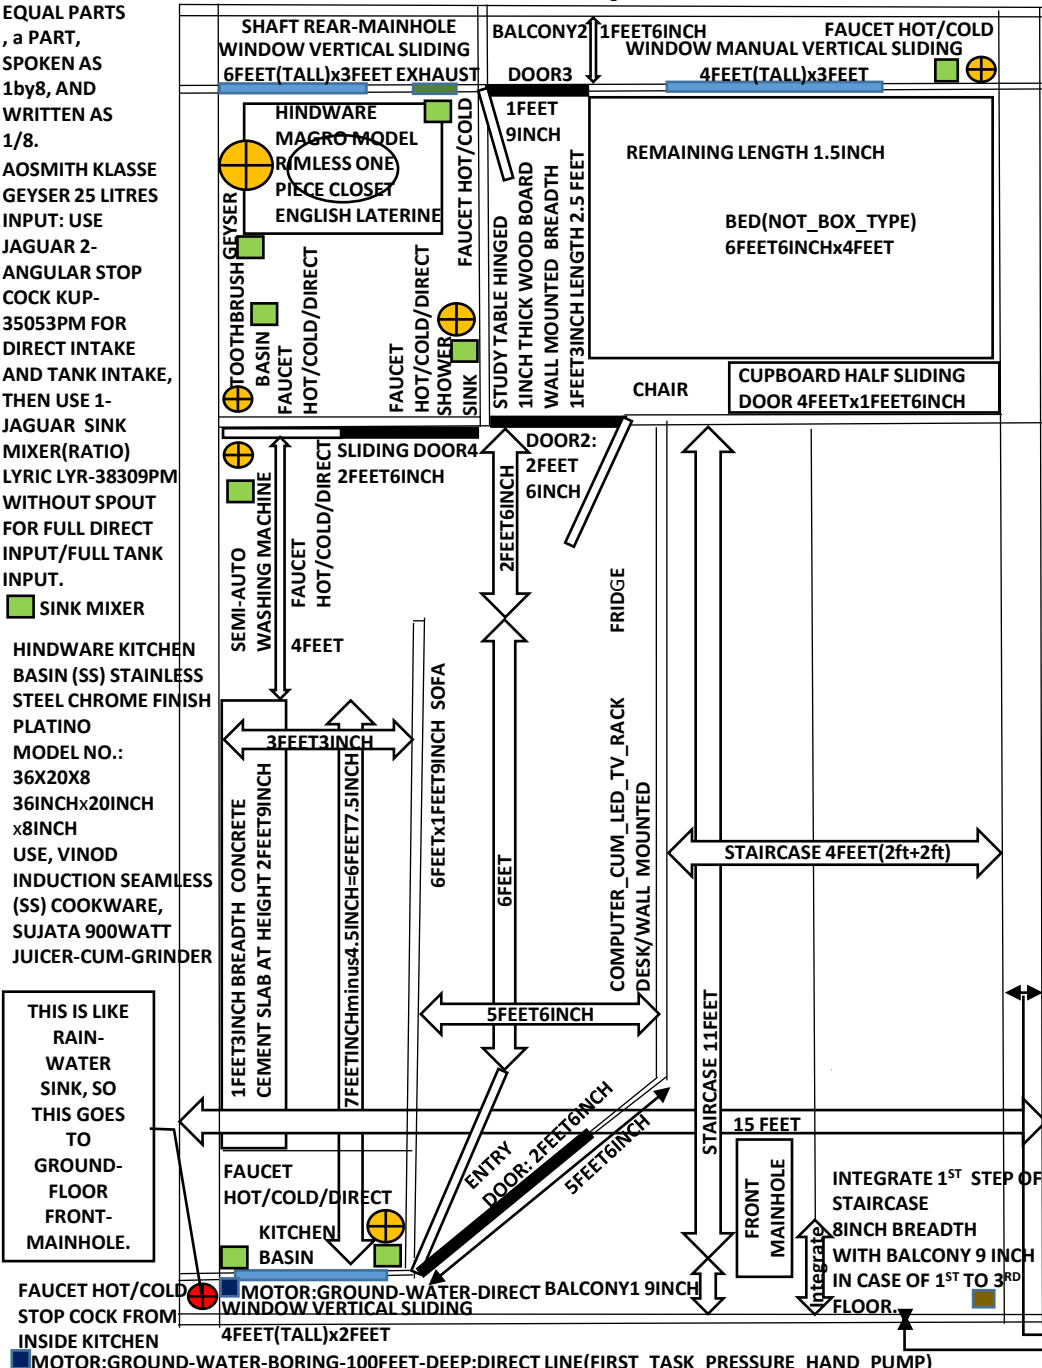 EQUAL PARTS
, a PART,
SPOKEN AS
1by8, AND
WRITTEN AS
1/8.
AOSMITH KLASSE
GEYSER 25 LITRES
INPUT: USE
JAGUAR 2-
ANGULAR STOP
COCK KUP-
35053PM FOR
DIRECT INTAKE
AND TANK INTAKE,
THEN USE 1-
JAGUAR SINK
MIXER(RATIO)
LYRIC LYR-38309PM
WITHOUT SPOUT
FOR FULL DIRECT
INPUT/FULL TANK
INPUT.
SINK MIXER
HINDWARE KITCHEN
BASIN (SS) STAINLESS
STEEL CHROME FINISH
PLATINO
MODEL NO.:
36X20X8
36INCHx20INCH
x8INCH
USE, VINOD
INDUCTION SEAMLESS
(SS) COOKWARE,
SUJATA 900WATT
JUICER-CUM-GRINDER
THIS IS LIKE
RAIN-
WATER
SINK, SO
THIS GOES
TO
GROUND-
FLOOR
FRONT-
MAINHOLE.
FAUCET HOT/COLD
STOP COCK FROM
INSIDE KITCHEN
SHAFT REAR-MAINHOLE
WINDOW VERTICAL SLIDING
6FEET(TALL)x3FEET EXHAUST
BALCONY2 1FEET6INCH
DOOR3
FAUCET HOT/COLD
WINDOW MANUAL VERTICAL SLIDING
4FEET(TALL)x3FEET
HINDWARE
MAGRO MODEL
RIMLESS ONE
PIECE CLOSET
ENGLISH LATERINE
FAUCET HOT/COLD
1FEET
9INCH
REMAINING LENGTH 1.5INCH
BED(NOT_BOX_TYPE)
6FEET6INCHx4FEET
GEYSER
TOOTHBRUSH
BASIN
FAUCET
HOT/COLD/DIRECT
FAUCET
HOT/COLD/DIRECT
SHOWER
SINK
STUDY TABLE HINGED
1INCH THICK WOOD BOARD
WALL MOUNTED BREADTH
1FEET3INCH LENGTH 2.5 FEET
CHAIR
CUPBOARD HALF SLIDING
DOOR 4FEETx1FEET6INCH
SLIDING DOOR4
2FEET6INCH
DOOR2:
2FEET
6INCH
2FEET6INCH
SEMI-AUTO
WASHING MACHINE
FAUCET
HOT/COLD/DIRECT
4FEET
FRIDGE
3FEET3INCH
6FEETx1FEET9INCH SOFA
6FEET
COMPUTER_CUM_LED_TV_RACK
DESK/WALL MOUNTED
STAIRCASE 4FEET(2ft+2ft)
1FEET3INCH BREADTH CONCRETE
CEMENT SLAB AT HEIGHT 2FEET9INCH
7FEETINCHminus4.5INCH=6FEET7.5INCH
5FEET6INCH
STAIRCASE 11FEET
15 FEET
ENTRY
DOOR: 2FEET6INCH
5FEET6INCH
FAUCET
HOT/COLD/DIRECT
KITCHEN
BASIN
FRONT
MAINHOLE
Integrate
INTEGRATE 1ST STEP OF
STAIRCASE
8INCH BREADTH
WITH BALCONY 9 INCH
IN CASE OF 1ST TO 3RD
FLOOR.
MOTOR:GROUND-WATER-DIRECT
BALCONY1 9INCH
WINDOW VERTICAL SLIDING
4FEET(TALL)x2FEET
MOTOR:GROUND-WATER-BORING-100FEET-DEEP:DIRECT LINE(FIRST TASK PRESSURE HAND PUMP)